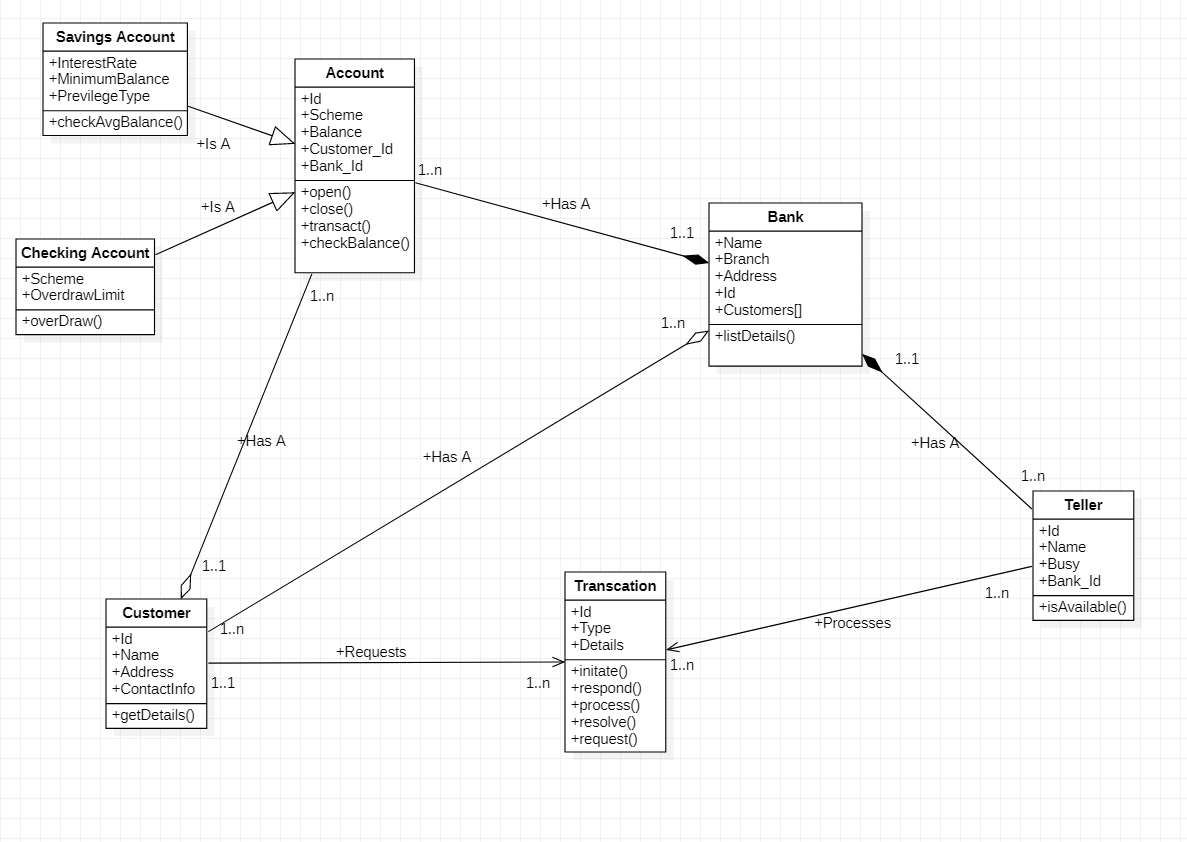 Savings Account
+InterestRate
+MinimumBalance
+PrevilegeType
+checkAvgBalance()
+Is A
Account
+Id
+Scheme
+Balance
+Customer_Id
+Bank_Id
+open()
+close()
+transact()
+checkBalance()
+Is A
Checking Account
+Scheme
+OverdrawLimit
+overDraw()
1..n
+Has A
1..1
Bank
+Name
+Branch
+Address
+Id
+Customers[]
+listDetails()
1..n
+Has A
1..1
1..n
+Has A
1..n
1..1
+Has A
1..n
Teller
+Id
+Name
+Busy
+Bank_Id
+isAvailable()
Customer
+Id
+Name
+Address
+ContactInfo
+getDetails()
+Requests
1..1
1..n
Transcation
+Id
+Type
+Details
+initate()
+respond()
+process()
+resolve()
+request()
1..n
+Processes
1..n